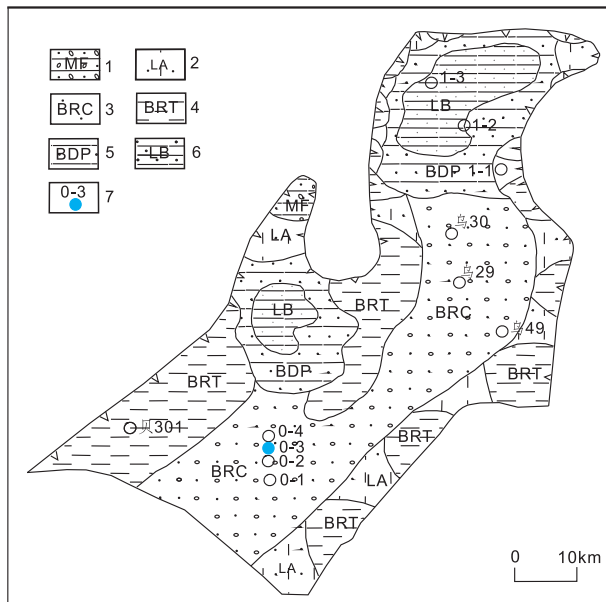 MF 1 LA 2
BRC 3 BRT 4
BDP 5 LB 6
0-3 7
1-3
LB
1-2
BDP 1-1
MF
LA
乌30
BRT
乌29
LB
BRC
乌49
BRT
BDP
BRT
贝301
0-4
0-3
0-2
BRC
0-1
BRT
LA
BRT
LA
0 10km